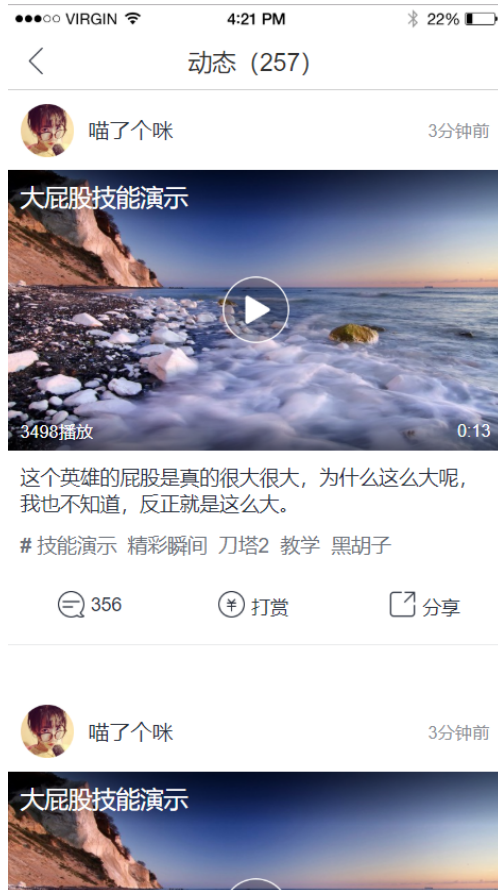 VIRGIN 4:21 PM 22%
动态（257）
喵了个咪 3分钟前
大屁股技能演示
3498播放 0:13
这个英雄的屁股是真的很大很大，为什么这么大呢，
我也不知道，反正就是这么大。
# 技能演示 精彩瞬间 刀塔2 教学 黑胡子
356 ¥ 打赏 分享
喵了个咪 3分钟前
大屁股技能演示